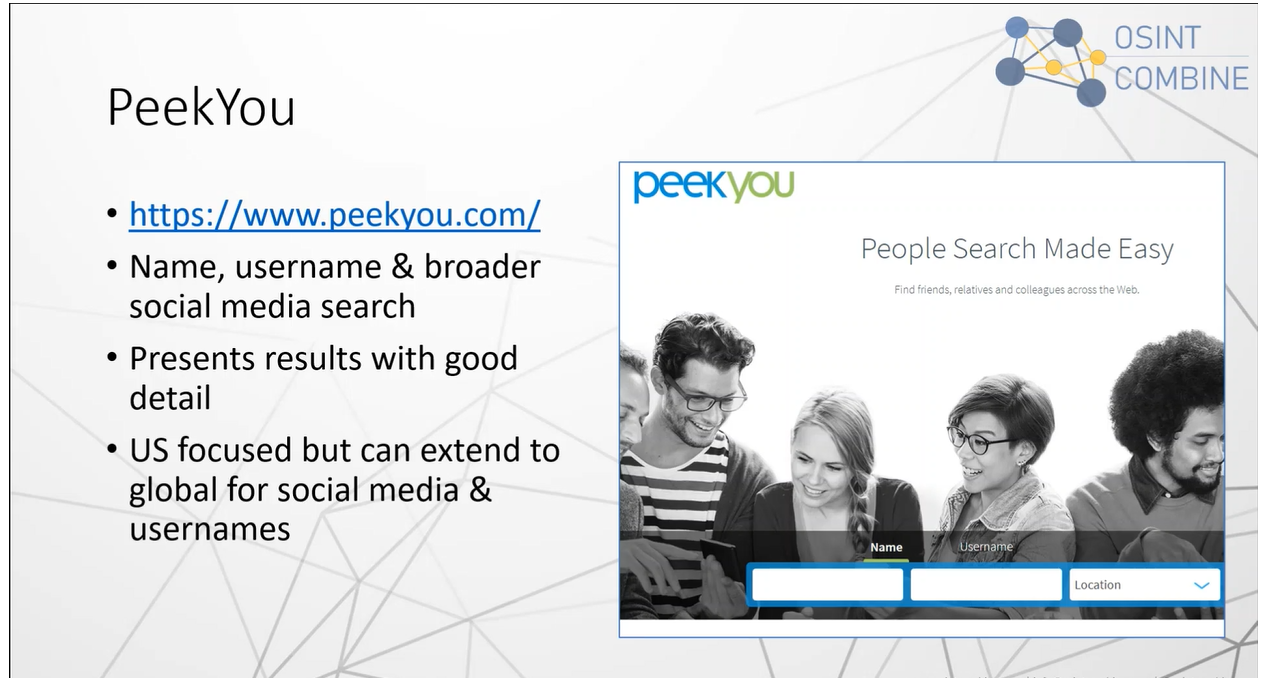 OSINT
COMBINE
PeekYou
• https://www.peekyou.com/
• Name, username & broader
social media search
• Presents results with good
detail
• US focused but can extend to
global for social media &
usernames
peekyou
People Search Made Easy
Find friends, relatives and colleagues across the Web.
Name Username
Location